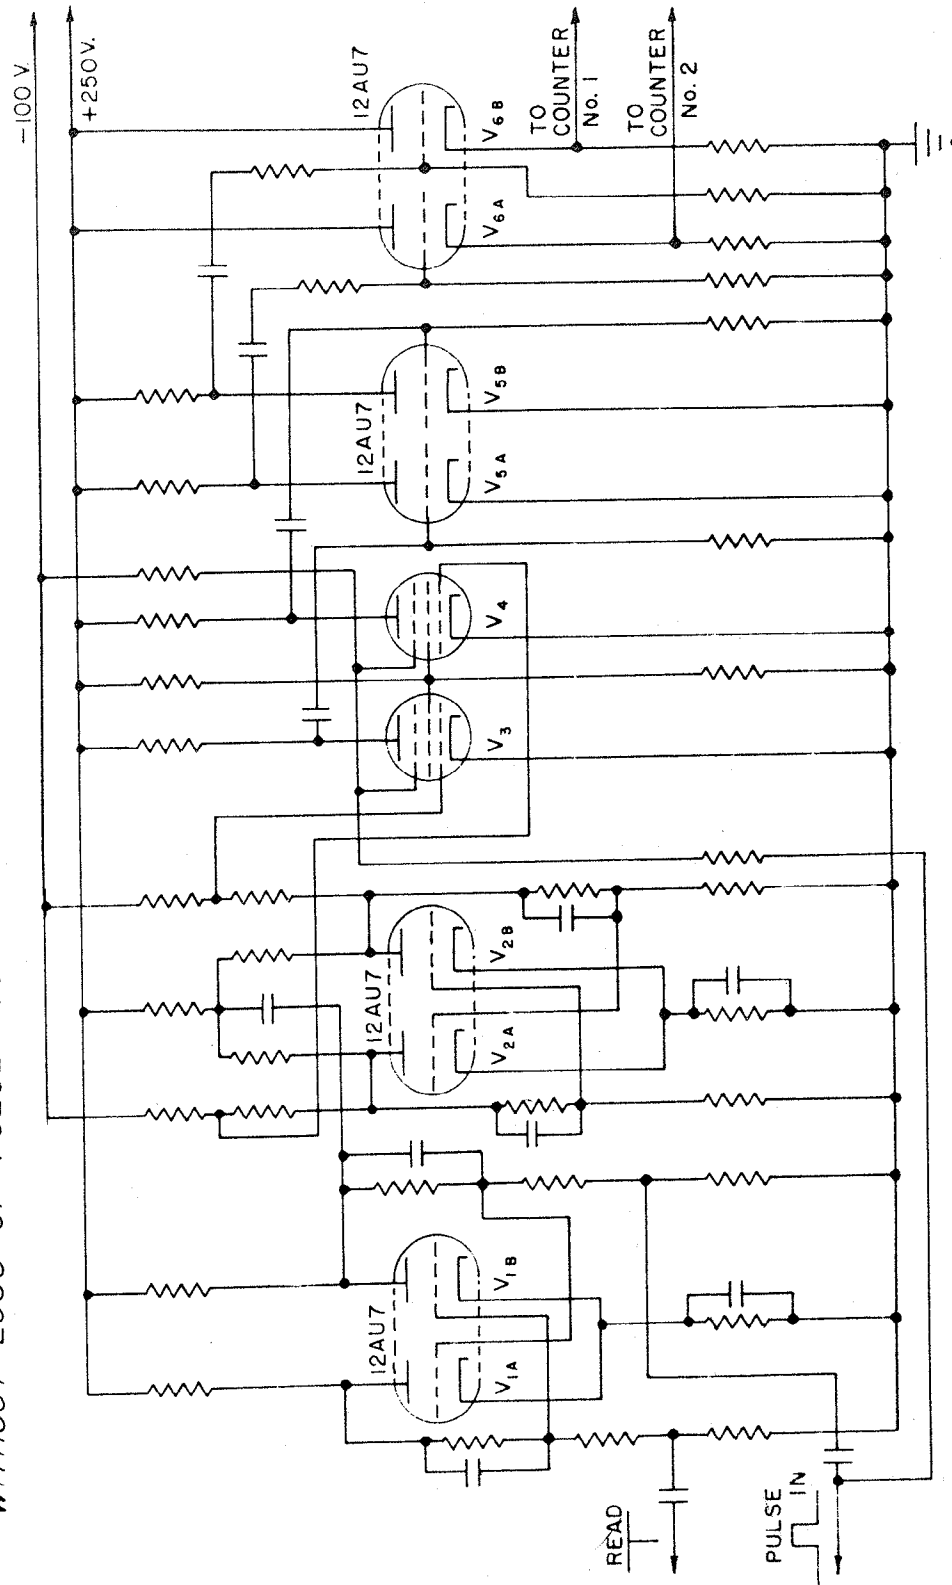 -100 V.
+250V.
12AU7
V6B
V6A
TO
COUNTER
No. 1
TO
COUNTER
No. 2
12AU7
V5B
V5A
V4
V3
12AU7
V2B
V2A
12AU7
V1B
V1A
READ
PULSE
IN